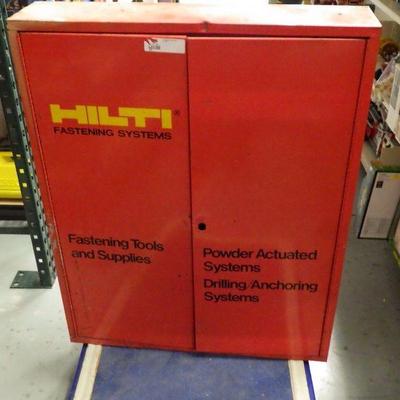 HILTI®
FASTENING SYSTEMS
Fastening Tools
and Supplies
Powder Actuated
Systems
Drilling/Anchoring
Systems